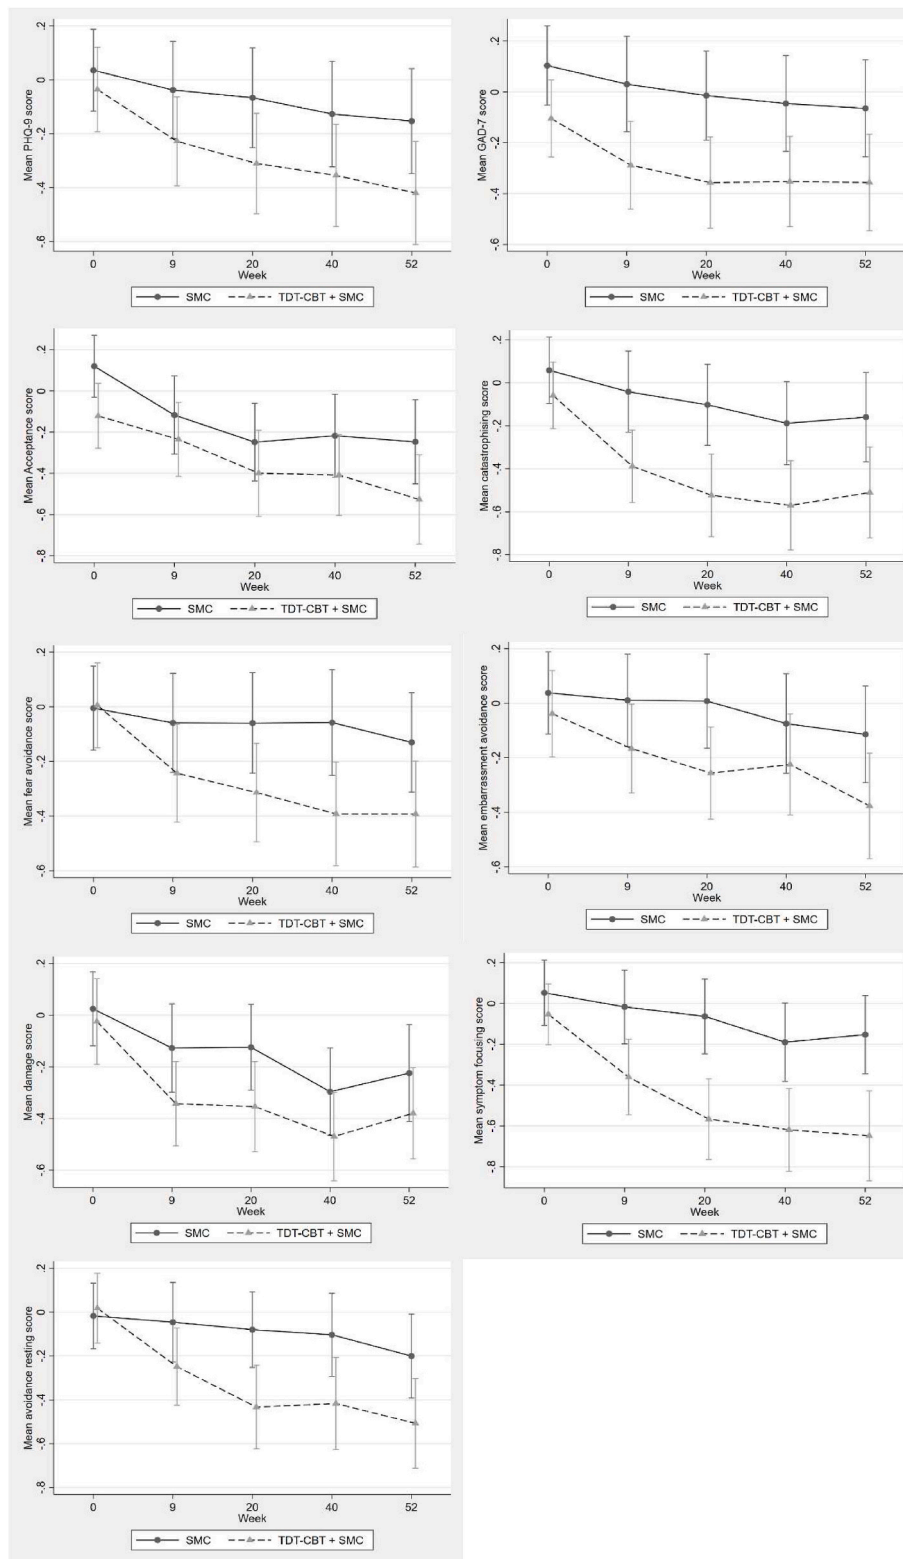 Mean PHQ-9 score
.2
0
-.2
-.4
-.6
0 9 20 40 52
Week
SMC TDT-CBT + SMC
Mean GAD-7 score
.2
0
-.2
-.4
-.6
0 9 20 40 52
Week
SMC TDT-CBT + SMC
Mean Acceptance score
.2
0
-.2
-.4
-.6
-.8
0 9 20 40 52
Week
SMC TDT-CBT + SMC
Mean catastrophising score
.2
0
-.2
-.4
-.6
-.8
0 9 20 40 52
Week
SMC TDT-CBT + SMC
Mean fear avoidance score
.2
0
-.2
-.4
-.6
0 9 20 40 52
Week
SMC TDT-CBT + SMC
Mean embarrassment avoidance score
.2
0
-.2
-.4
-.6
0 9 20 40 52
Week
SMC TDT-CBT + SMC
Mean damage score
.2
0
-.2
-.4
-.6
0 9 20 40 52
Week
SMC TDT-CBT + SMC
Mean symptom focusing score
.2
0
-.2
-.4
-.6
-.8
0 9 20 40 52
Week
SMC TDT-CBT + SMC
Mean avoidance resting score
.2
0
-.2
-.4
-.6
-.8
0 9 20 40 52
Week
SMC TDT-CBT + SMC